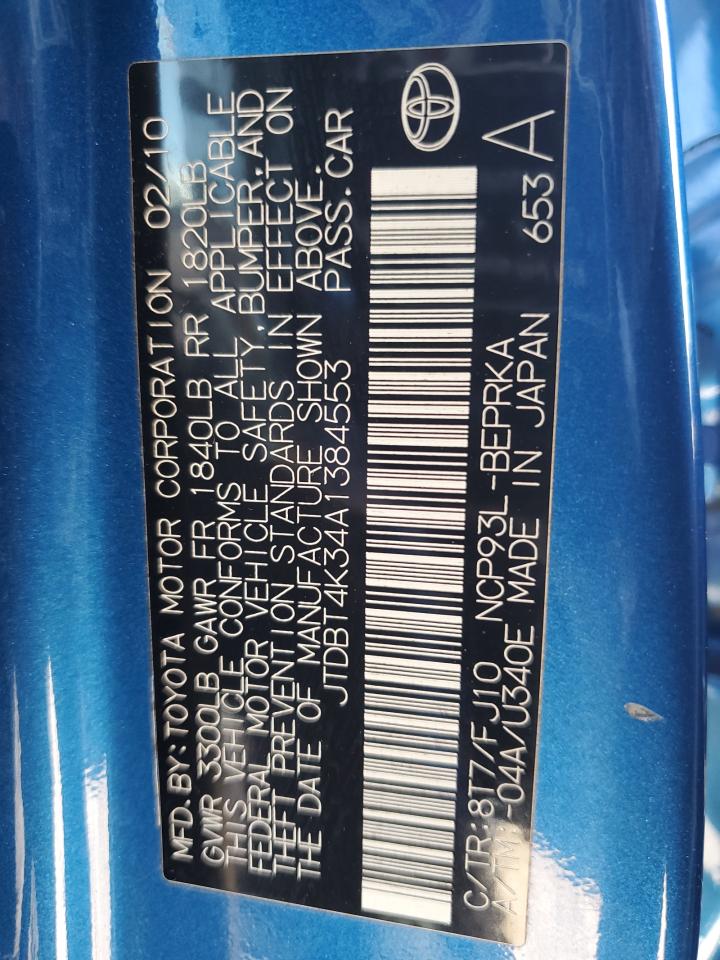 MFD.BY:TOYOTA MOTOR CORPORATION 02/10
GVWR 3300LB GAWR FR 1840LB RR 1820LB
THIS VEHICLE CONFORMS TO ALL APPLICABLE
FEDERAL MOTOR VEHICLE SAFETY,BUMPER,AND
THEFT PREVENTION STANDARDS IN EFFECT ON
THE DATE OF MANUFACTURE SHOWN ABOVE.
JTDBT4K34A1384553 PASS.CAR
C/TR:8T7/FJ10 NCP93L-BEPRKA 653 A
A/TM:-04A/U340E MADE IN JAPAN